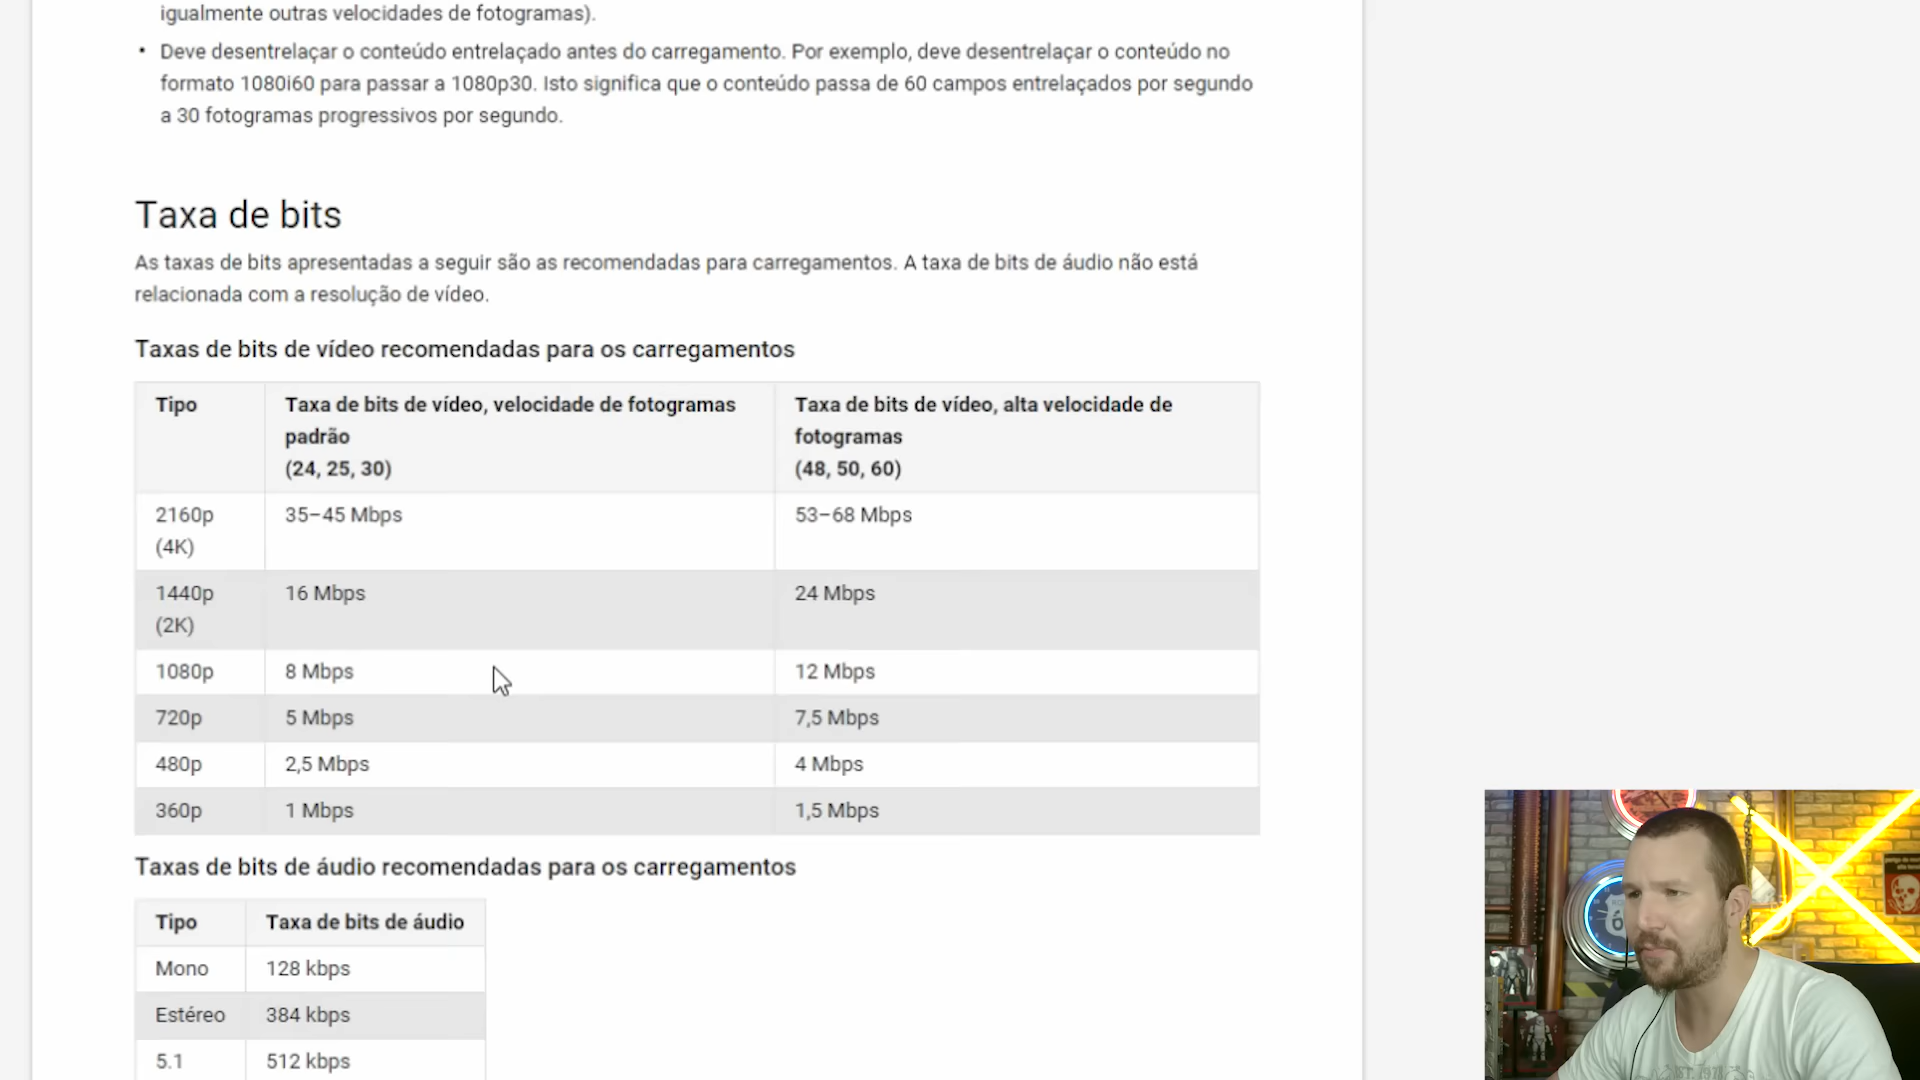 igualmente outras velocidades de fotogramas).
• Deve desentrelaçar o conteúdo entrelaçado antes do carregamento. Por exemplo, deve desentrelaçar o conteúdo no
formato 1080i60 para passar a 1080p30. Isto significa que o conteúdo passa de 60 campos entrelaçados por segundo
a 30 fotogramas progressivos por segundo.
Taxa de bits
As taxas de bits apresentadas a seguir são as recomendadas para carregamentos. A taxa de bits de áudio não está
relacionada com a resolução de vídeo.
Taxas de bits de vídeo recomendadas para os carregamentos
Tipo
Taxa de bits de vídeo, velocidade de fotogramas
padrão
(24, 25, 30)
Taxa de bits de vídeo, alta velocidade de
fotogramas
(48, 50, 60)
2160p
(4K)
35–45 Mbps
53–68 Mbps
1440p
(2K)
16 Mbps
24 Mbps
1080p
8 Mbps
12 Mbps
720p
5 Mbps
7,5 Mbps
480p
2,5 Mbps
4 Mbps
360p
1 Mbps
1,5 Mbps
Taxas de bits de áudio recomendadas para os carregamentos
Tipo
Taxa de bits de áudio
Mono
128 kbps
Estéreo
384 kbps
5.1
512 kbps